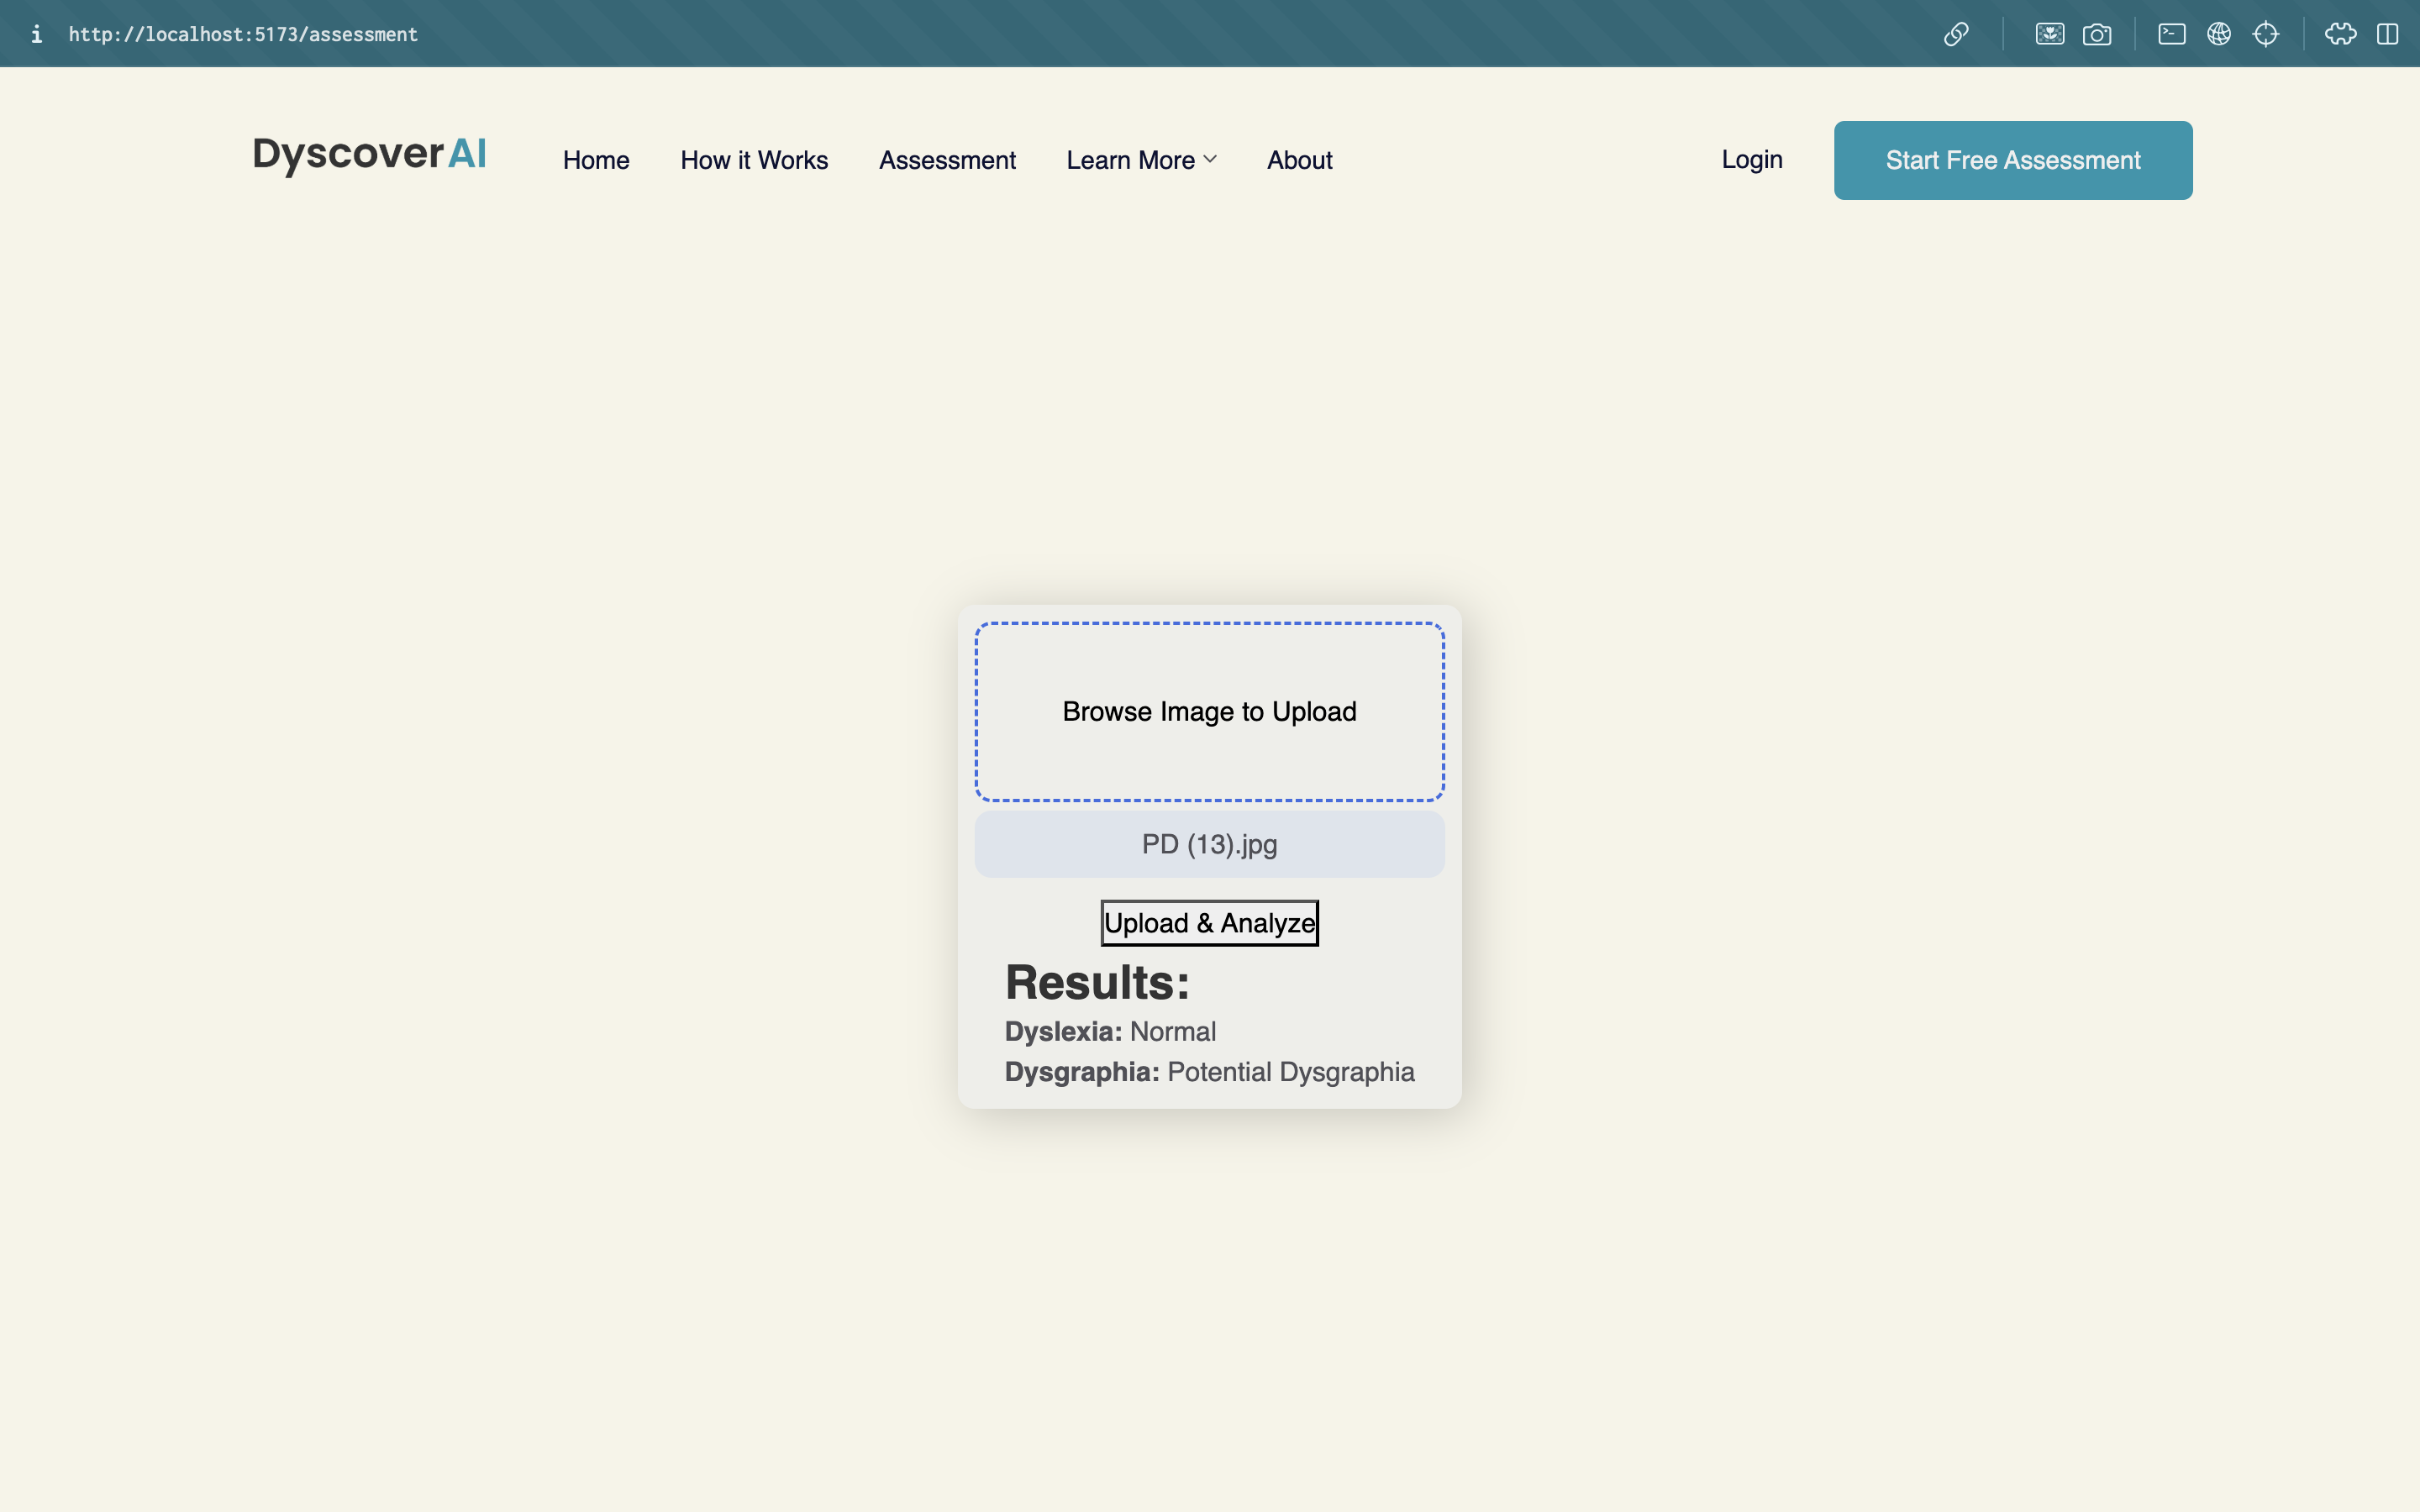 http://localhost:5173/assessment
DyscoverAI
Home
How it Works
Assessment
Learn More
About
Login
Start Free Assessment
Browse Image to Upload
PD (13).jpg
Upload & Analyze
Results:
Dyslexia: Normal
Dysgraphia: Potential Dysgraphia